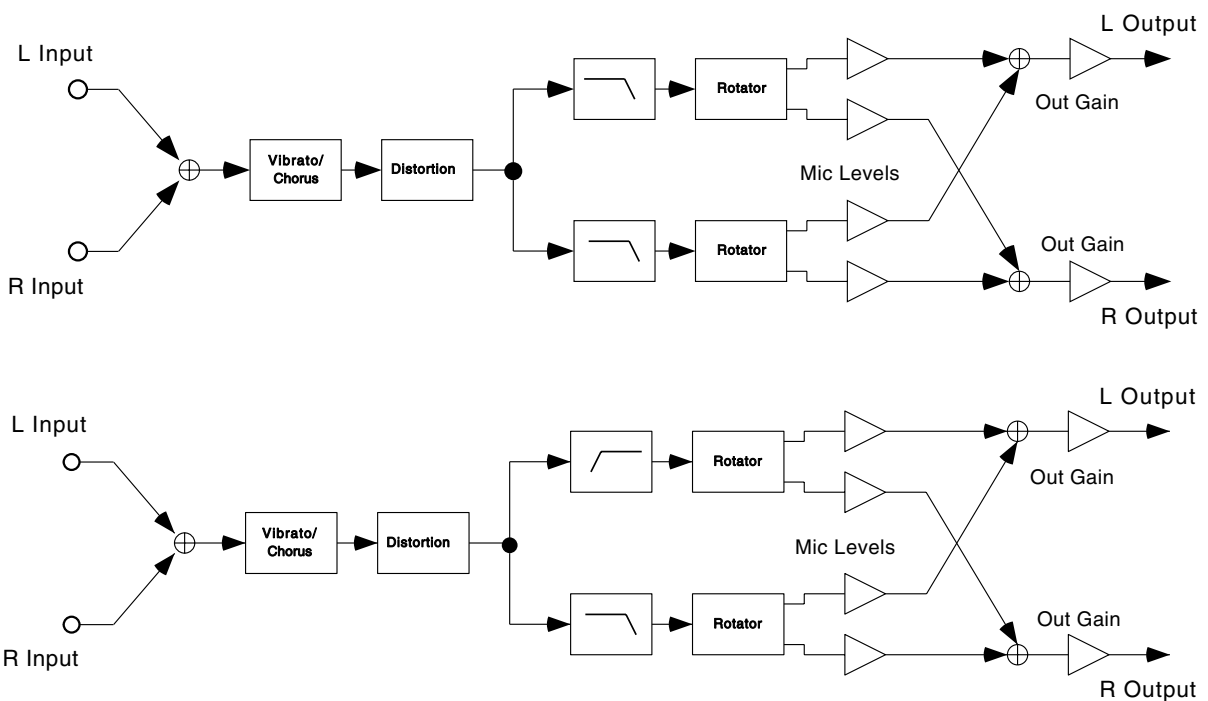 L Output
L Input
Rotator
Out Gain
Vibrato/
Chorus
Distortion
Mic Levels
Rotator
Out Gain
R Input
R Output
L Output
L Input
Rotator
Out Gain
Vibrato/
Chorus
Distortion
Mic Levels
Rotator
Out Gain
R Input
R Output